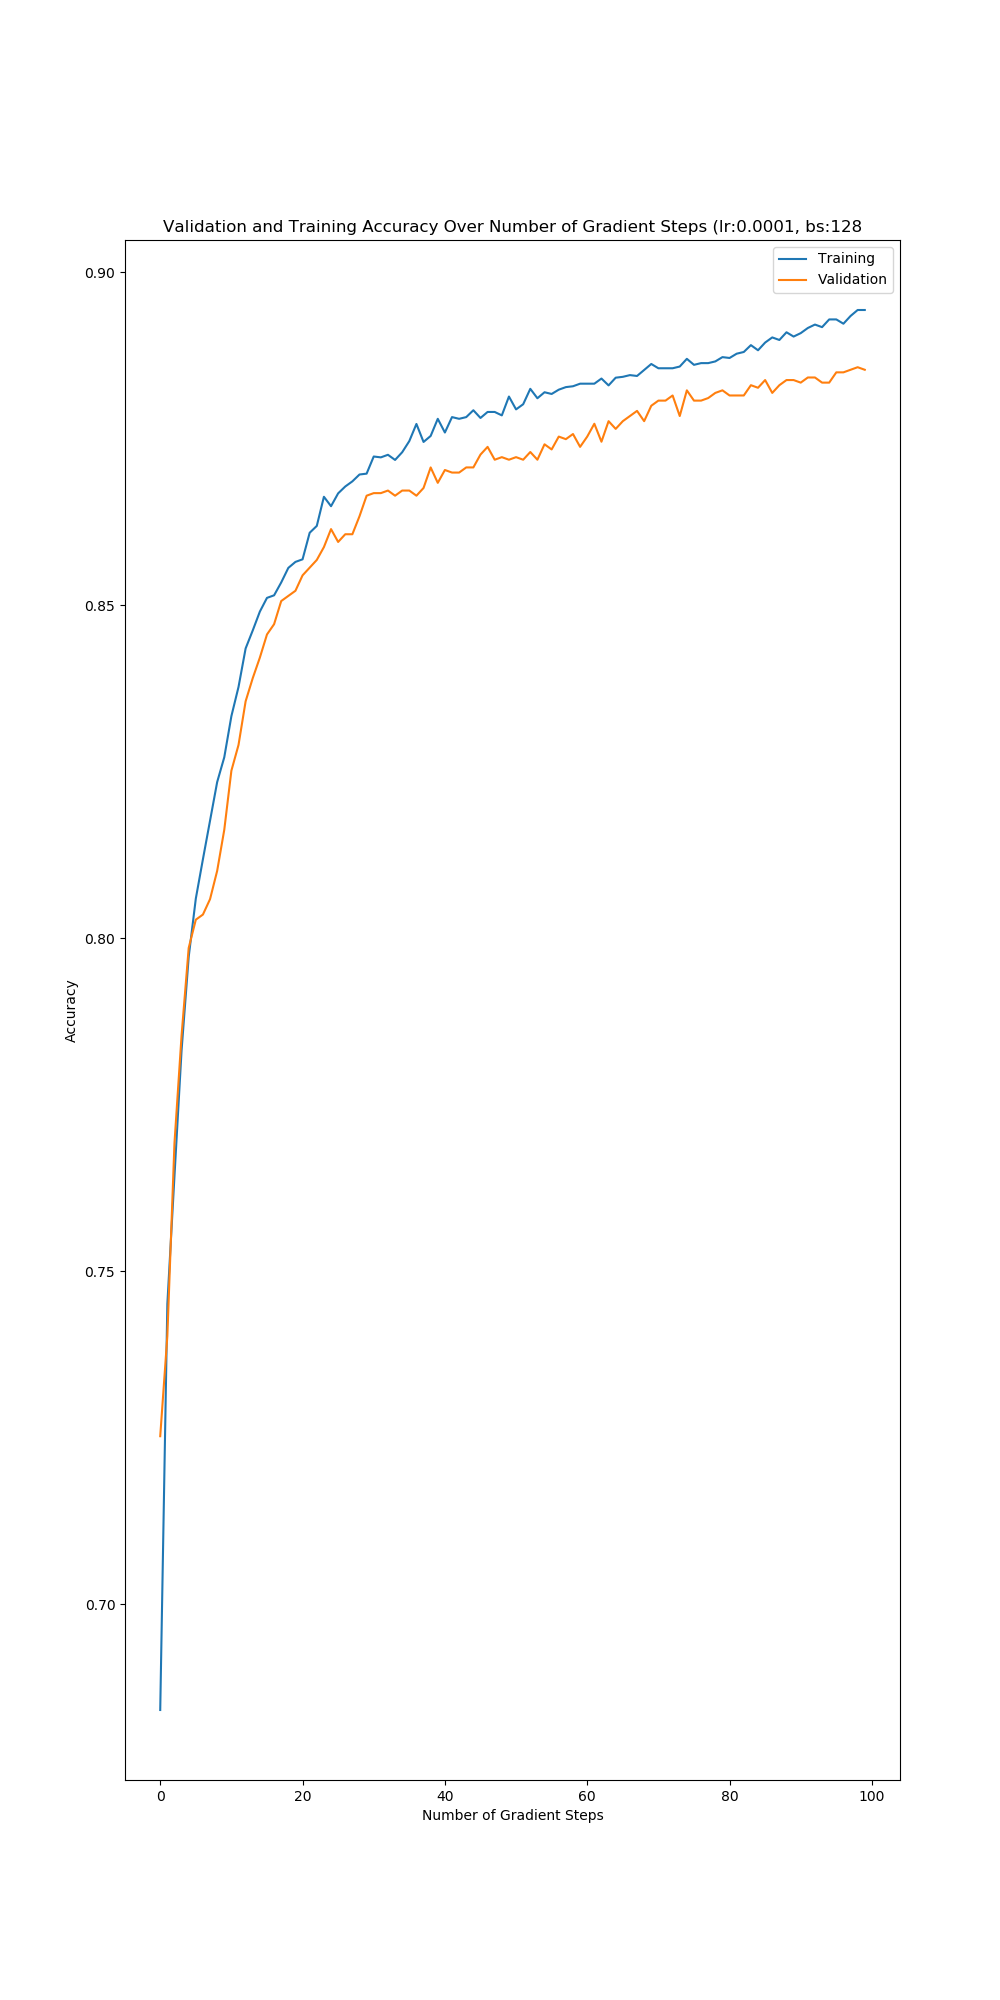 Validation and Training Accuracy Over Number of Gradient Steps (lr:0.0001, bs:128
Training
Validation
0.90
0.85
0.80
0.75
0.70
Accuracy
0 20 40 60 80 100
Number of Gradient Steps